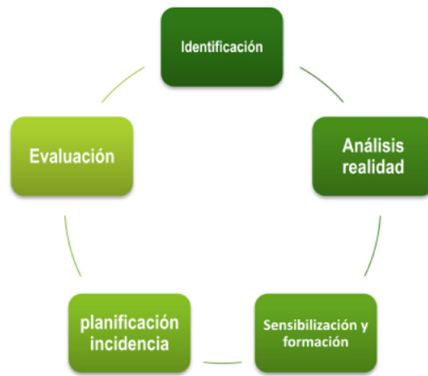 Identificación
Análisis
realidad
Sensibilización y
formación
planificación
incidencia
Evaluación